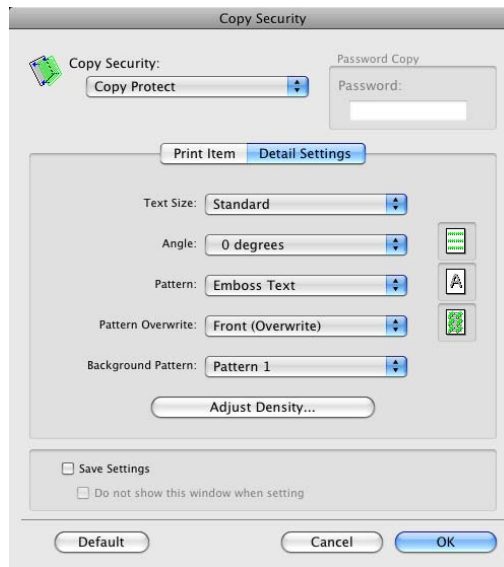 Copy Security
Copy Security:
Copy Protect
Password Copy
Password:
Print Item Detail Settings
Text Size: Standard
Angle: 0 degrees
Pattern: Emboss Text
A
Pattern Overwrite: Front (Overwrite)
Background Pattern: Pattern 1
Adjust Density...
Save Settings
Do not show this window when setting
Default Cancel OK